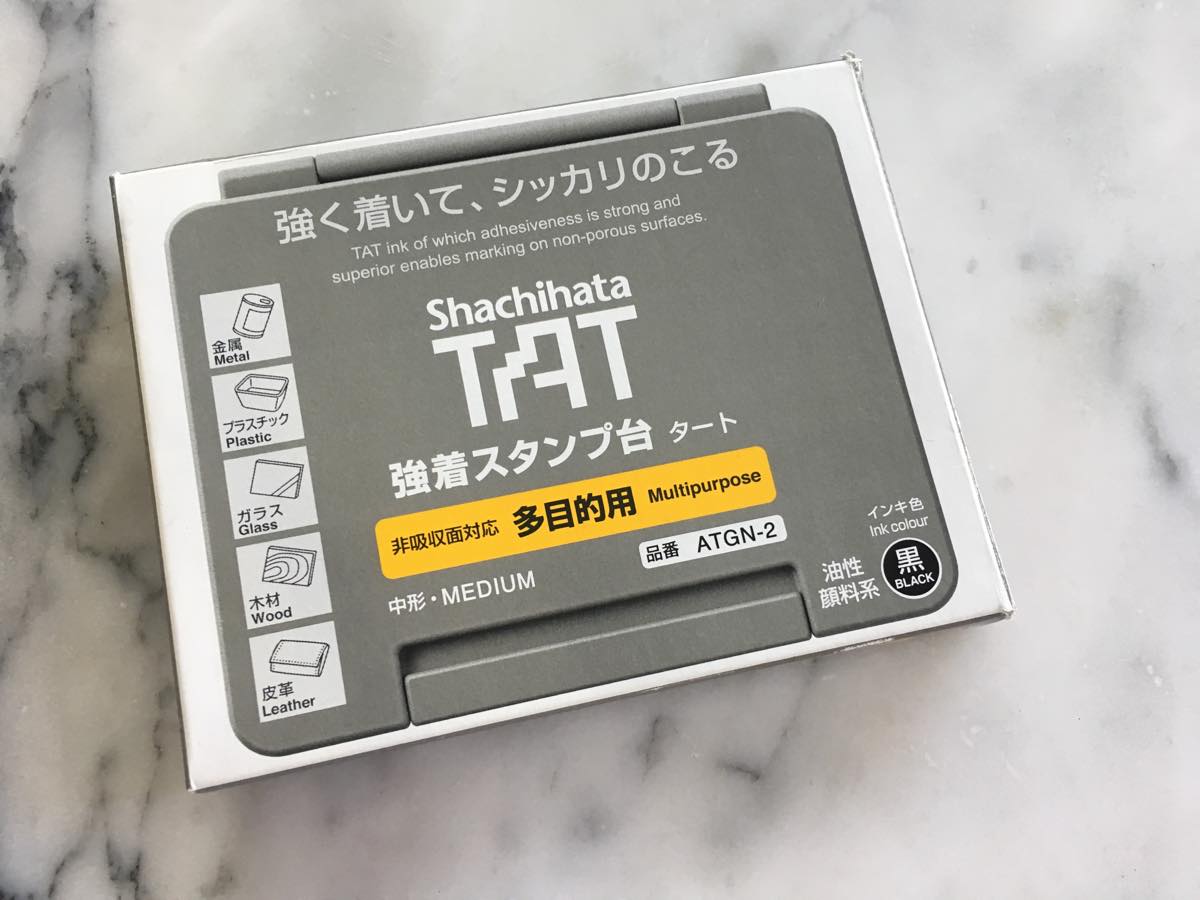 強く着いて、シッカリのこる
TAT ink of which adhesiveness is strong and
superior enables marking on non-porous surfaces.
Shachihata
TAT
強着スタンプ台 タート
非吸収面対応 多目的用 Multipurpose
品番 ATGN-2
中形・MEDIUM
金属
Metal
プラスチック
Plastic
ガラス
Glass
木材
Wood
皮革
Leather
インキ色
Ink colour
油性
顔料系
黒
BLACK